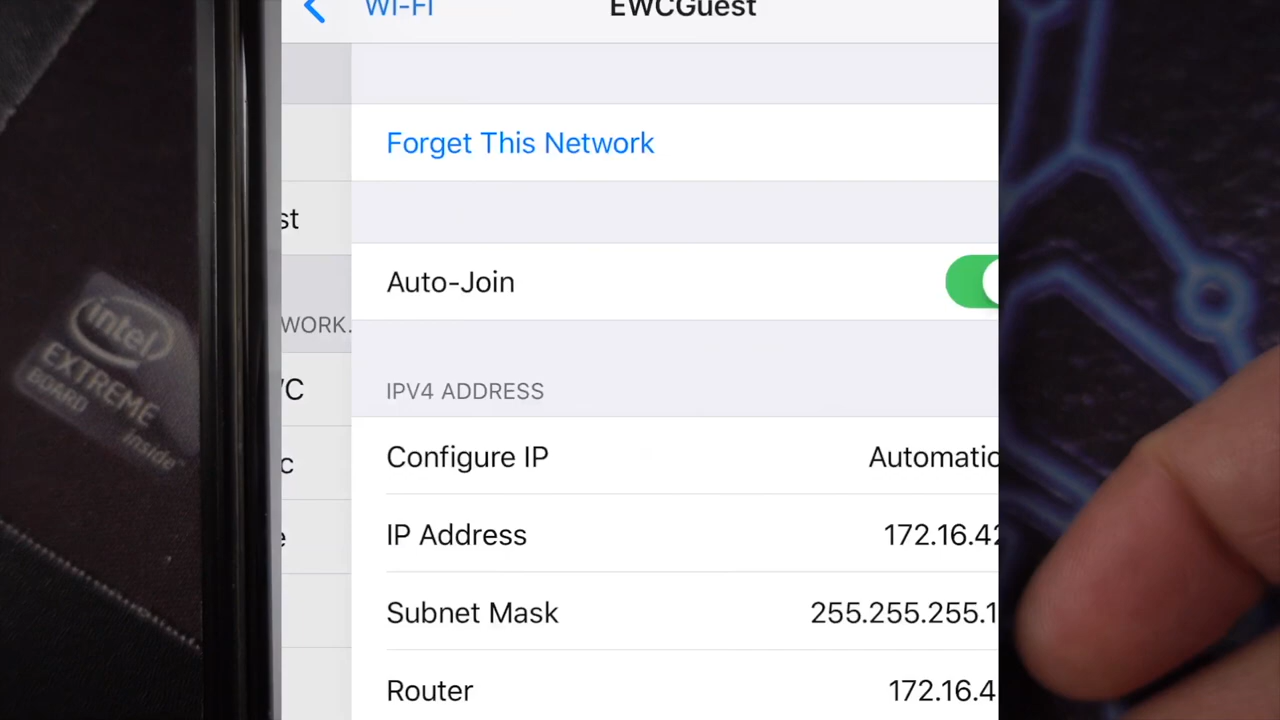 WI-FI EWCGuest
Forget This Network
st
Auto-Join
WORK.
IPV4 ADDRESS
C
Configure IP Automatic
c
IP Address 172.16.42
e
Subnet Mask 255.255.255.1
Router 172.16.4
intel
EXTREME
BOARD
inside™